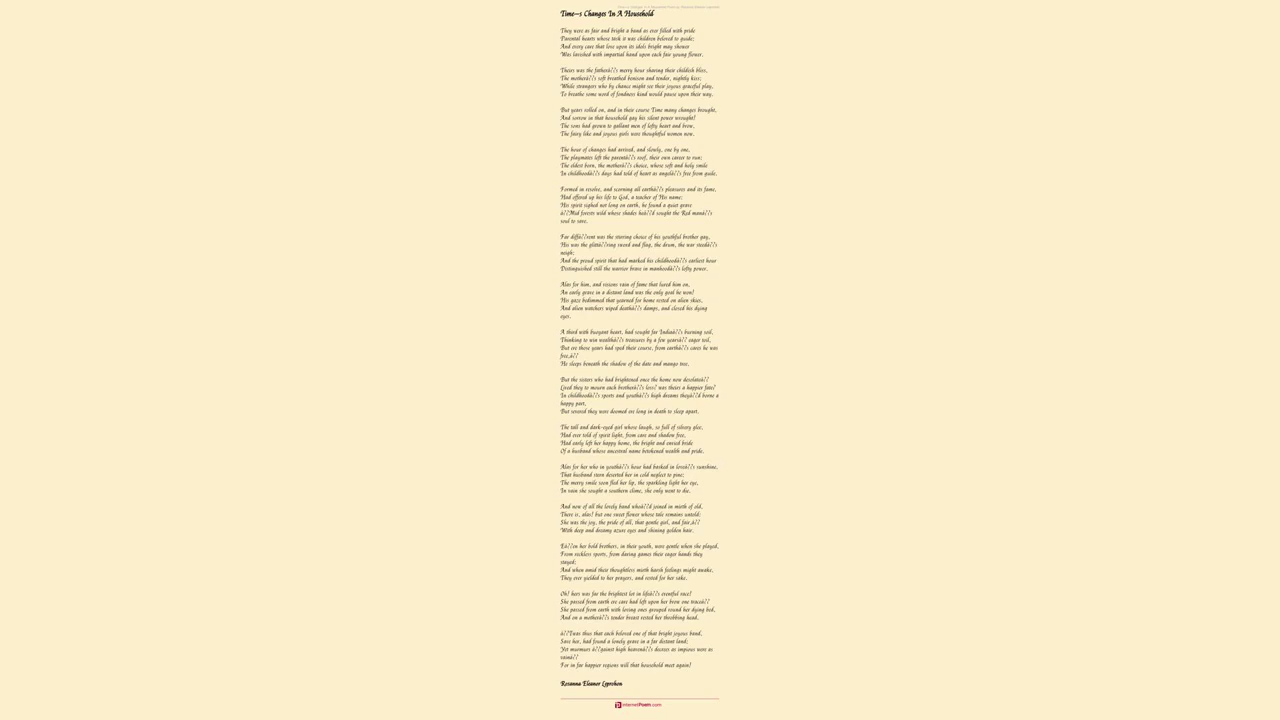 Time's Changes In A Household Poem by Rosanna Eleanor Leprohon
Time--s Changes In A Household
They were as fair and bright a band as ever filled with pride
Parental hearts whose task it was children beloved to guide;
And every care that love upon its idols bright may shower
Was lavished with impartial hand upon each fair young flower.
Theirs was the fatherâ??s merry hour sharing their childish bliss,
The motherâ??s soft breathed benison and tender, nightly kiss;
While strangers who by chance might see their joyous graceful play,
To breathe some word of fondness kind would pause upon their way.
But years rolled on, and in their course Time many changes brought,
And sorrow in that household gay his silent power wrought!
The sons had grown to gallant men of lofty heart and brow,
The fairy like and joyous girls were thoughtful women now.
The hour of changes had arrived, and slowly, one by one,
The playmates left the parentâ??s roof, their own career to run;
The eldest born, the motherâ??s choice, whose soft and holy smile
In childhoodâ??s days had told of heart as angelâ??s free from guile,
Formed in resolve, and scorning all earthâ??s pleasures and its fame,
Had offered up his life to God, a teacher of His name;
His spirit sighed not long on earth, he found a quiet grave
â??Mid forests wild whose shades heâ??d sought the Red manâ??s
soul to save.
Far diffâ??rent was the stirring choice of his youthful brother gay,
His was the glittâ??ring sword and flag, the drum, the war steedâ??s
neigh;
And the proud spirit that had marked his childhoodâ??s earliest hour
Distinguished still the warrior brave in manhoodâ??s lofty power.
Alas for him, and visions vain of fame that lured him on,
An early grave in a distant land was the only goal he won!
His gaze bedimmed that yearned for home rested on alien skies,
And alien watchers wiped deathâ??s damps, and closed his dying
eyes.
A third with buoyant heart, had sought far Indiaâ??s burning soil,
Thinking to win wealthâ??s treasures by a few yearsâ?? eager toil,
But ere those years had sped their course, from earthâ??s cares he was
free,â??
He sleeps beneath the shadow of the date and mango tree.
But the sisters who had brightened once the home now desolateâ??
Lived they to mourn each brotherâ??s loss? was theirs a happier fate?
In childhoodâ??s sports and youthâ??s high dreams theyâ??d borne a
happy part,
But severed they were doomed ere long in death to sleep apart.
The tall and dark-eyed girl whose laugh, so full of silvery glee,
Had ever told of spirit light, from care and shadow free,
Had early left her happy home, the bright and envied bride
Of a husband whose ancestral name betokened wealth and pride.
Alas for her who in youthâ??s hour had basked in loveâ??s sunshine,
That husband stern deserted her in cold neglect to pine;
The merry smile soon fled her lip, the sparkling light her eye,
In vain she sought a southern clime, she only went to die.
And now of all the lovely band whoâ??d joined in mirth of old,
There is, alas! but one sweet flower whose tale remains untold:
She was the joy, the pride of all, that gentle girl, and fair,â??
With deep and dreamy azure eyes and shining golden hair.
Eâ??en her bold brothers, in their youth, were gentle when she played,
From reckless sports, from daring games their eager hands they
stayed;
And when amid their thoughtless mirth harsh feelings might awake,
They ever yielded to her prayers, and rested for her sake.
Oh! hers was far the brightest lot in lifeâ??s eventful race!
She passed from earth ere care had left upon her brow one traceâ??
She passed from earth with loving ones grouped round her dying bed,
And on a motherâ??s tender breast rested her throbbing head.
â??Twas thus that each beloved one of that bright joyous band,
Save her, had found a lonely grave in a far distant land;
Yet murmurs â??gainst high heavenâ??s decrees as impious were as
vainâ??
For in far happier regions will that household meet again!
Rosanna Eleanor Leprohon
InternetPoem.com